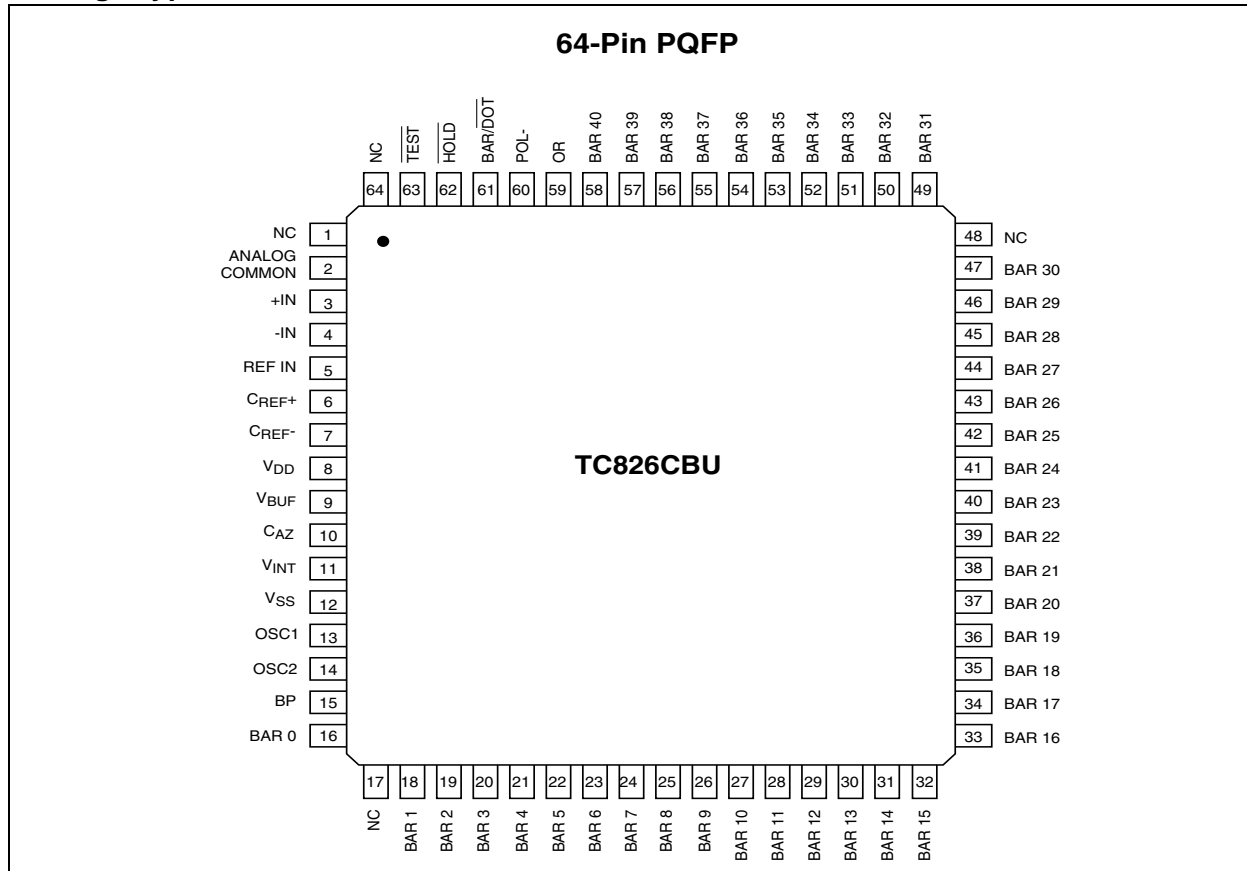 64-Pin PQFP
NC
TEST
HOLD
BAR/DOT
POL-
OR
BAR 40
BAR 39
BAR 38
BAR 37
BAR 36
BAR 35
BAR 34
BAR 33
BAR 32
BAR 31
64 63 62 61 60 59 58 57 56 55 54 53 52 51 50 49
NC 1
ANALOG
COMMON 2
+IN 3
-IN 4
REF IN 5
CREF+ 6
CREF- 7
VDD 8
VBUF 9
CAZ 10
VINT 11
VSS 12
OSC1 13
OSC2 14
BP 15
BAR 0 16
TC826CBU
48 NC
47 BAR 30
46 BAR 29
45 BAR 28
44 BAR 27
43 BAR 26
42 BAR 25
41 BAR 24
40 BAR 23
39 BAR 22
38 BAR 21
37 BAR 20
36 BAR 19
35 BAR 18
34 BAR 17
33 BAR 16
17 18 19 20 21 22 23 24 25 26 27 28 29 30 31 32
NC
BAR 1
BAR 2
BAR 3
BAR 4
BAR 5
BAR 6
BAR 7
BAR 8
BAR 9
BAR 10
BAR 11
BAR 12
BAR 13
BAR 14
BAR 15